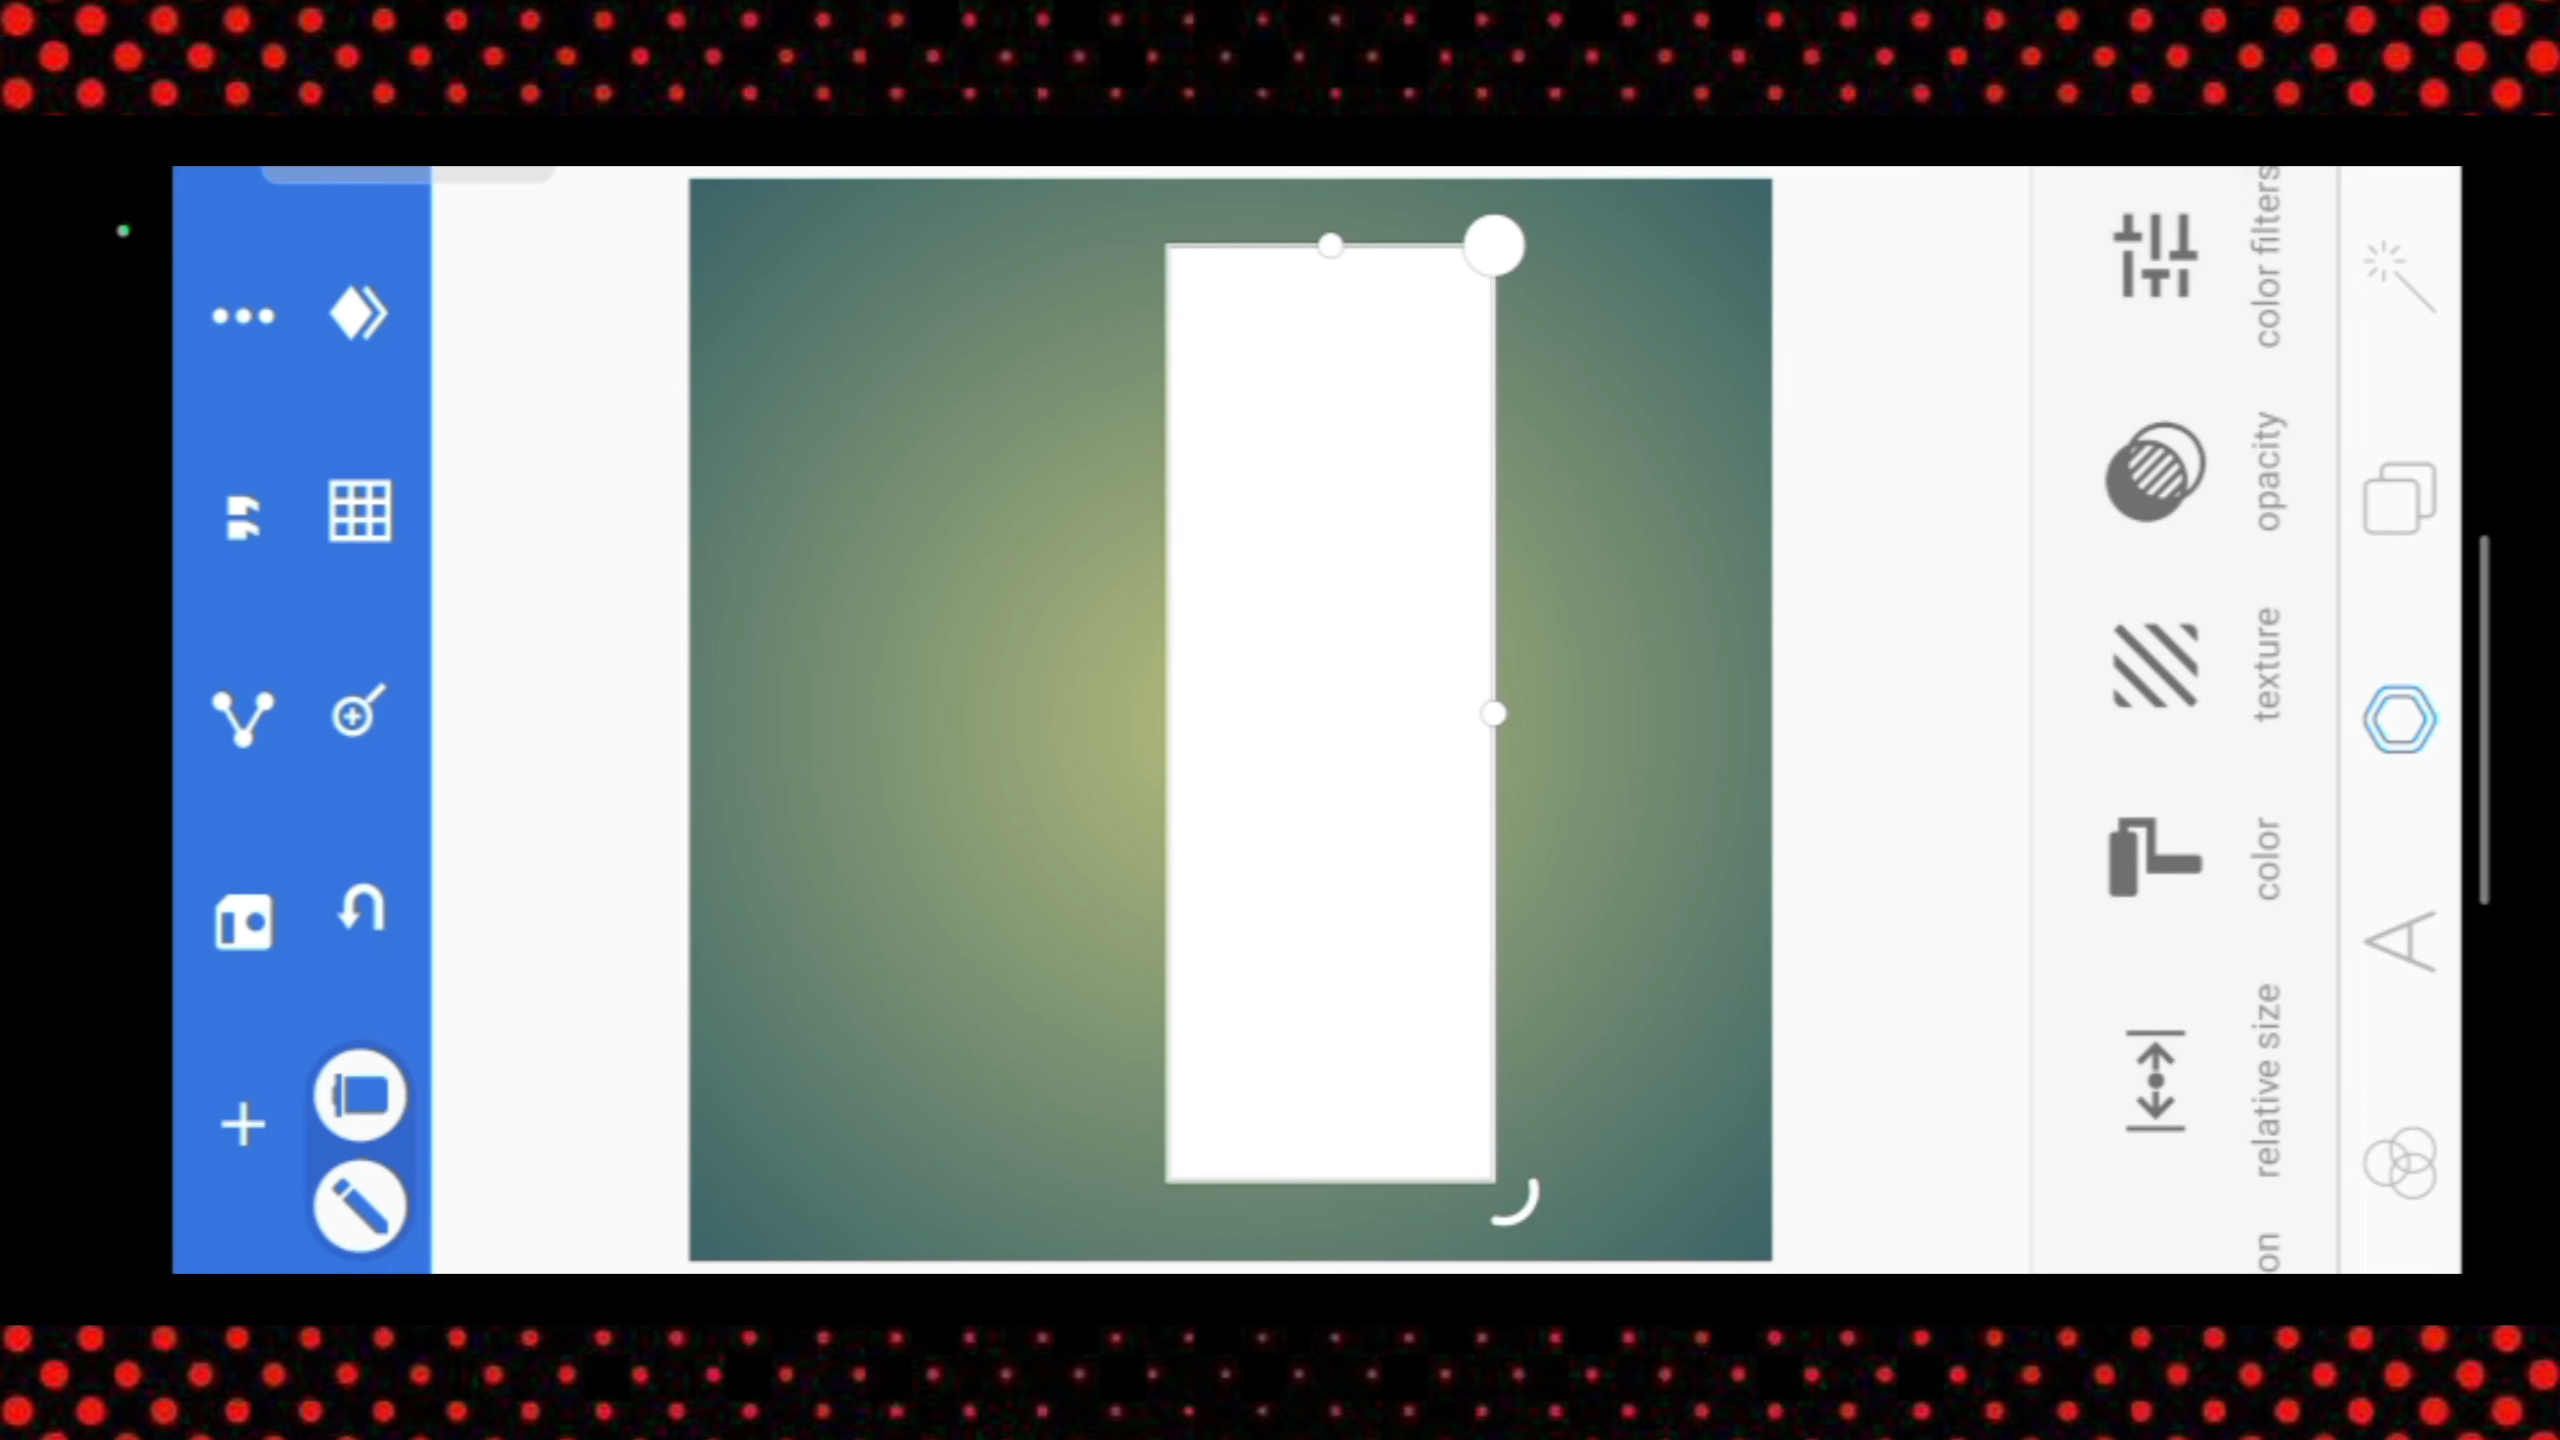 on
relative size
color
texture
opacity
color filters
A